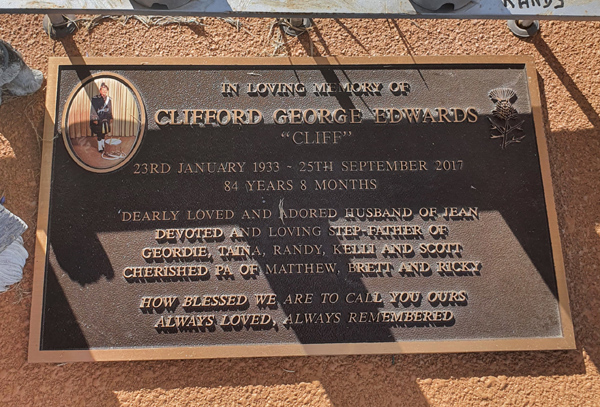 RANDS
IN LOVING MEMORY OF
CLIFFORD GEORGE EDWARDS
"CLIFF"
23RD JANUARY 1933 - 25TH SEPTEMBER 2017
84 YEARS 8 MONTHS
DEARLY LOVED AND ADORED HUSBAND OF JEAN
DEVOTED AND LOVING STEP-FATHER OF
GEORDIE, TAINA, RANDY, KELLI AND SCOTT
CHERISHED PA OF MATTHEW, BRETT AND RICKY
HOW BLESSED WE ARE TO CALL YOU OURS
ALWAYS LOVED, ALWAYS REMEMBERED